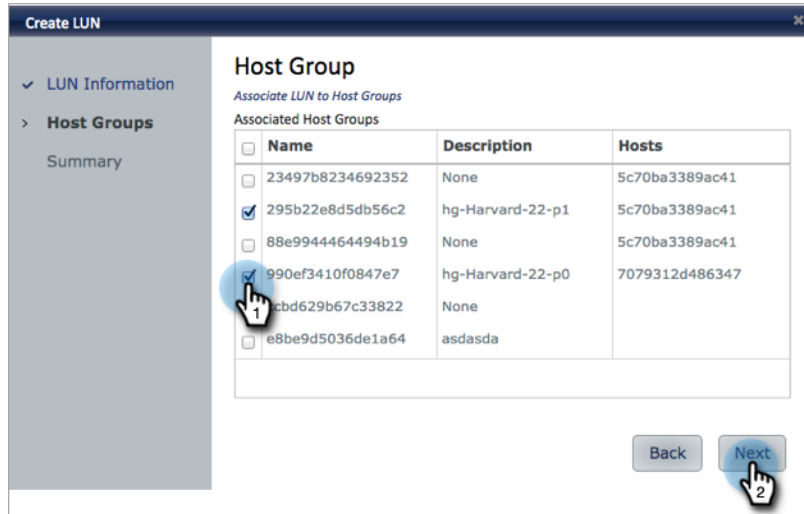 Create LUN
LUN Information
Host Groups
Summary
Host Group
Associate LUN to Host Groups
Associated Host Groups
Name Description Hosts
23497b8234692352 None 5c70ba3389ac41
295b22e8d5db56c2 hg-Harvard-22-p1 5c70ba3389ac41
88e9944464494b19 None 5c70ba3389ac41
990ef3410f0847e7 hg-Harvard-22-p0 7079312d486347
1
None
e8be9d5036de1a64 asdasda
Back Next
2